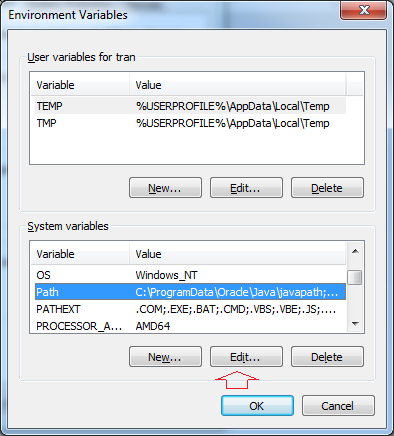 Environment Variables
User variables for tran
Variable Value
TEMP %USERPROFILE%\AppData\Local\Temp
TMP %USERPROFILE%\AppData\Local\Temp
New... Edit... Delete
System variables
Variable Value
OS Windows_NT
Path C:\ProgramData\Oracle\Java\javapath;...
PATHEXT .COM;.EXE;.BAT;.CMD;.VBS;.VBE;.JS;....
PROCESSOR_A... AMD64
New... Edit... Delete
OK Cancel